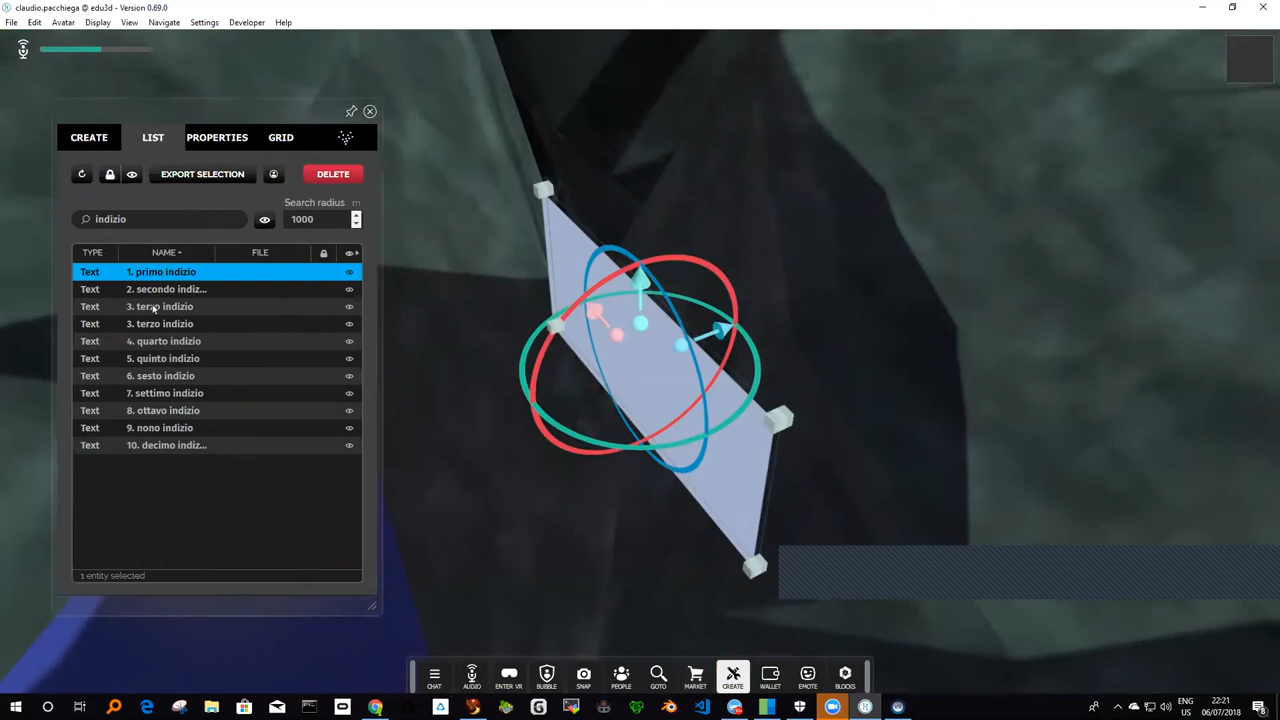 claudio.pacchiega @ edu3d - Version 0.69.0
File Edit Avatar Display View Navigate Settings Developer Help
CREATE LIST PROPERTIES GRID
EXPORT SELECTION DELETE
Search radius m
indizio 1000
TYPE NAME FILE
Text 1. primo indizio
Text 2. secondo indiz...
Text 3. terzo indizio
Text 3. terzo indizio
Text 4. quarto indizio
Text 5. quinto indizio
Text 6. sesto indizio
Text 7. settimo indizio
Text 8. ottavo indizio
Text 9. nono indizio
Text 10. decimo indiz...
1 entity selected
CHAT AUDIO ENTER VR BUBBLE SNAP PEOPLE GOTO MARKET CREATE WALLET EMOTE BLOCKS
ENG 22:21
US 06/07/2018